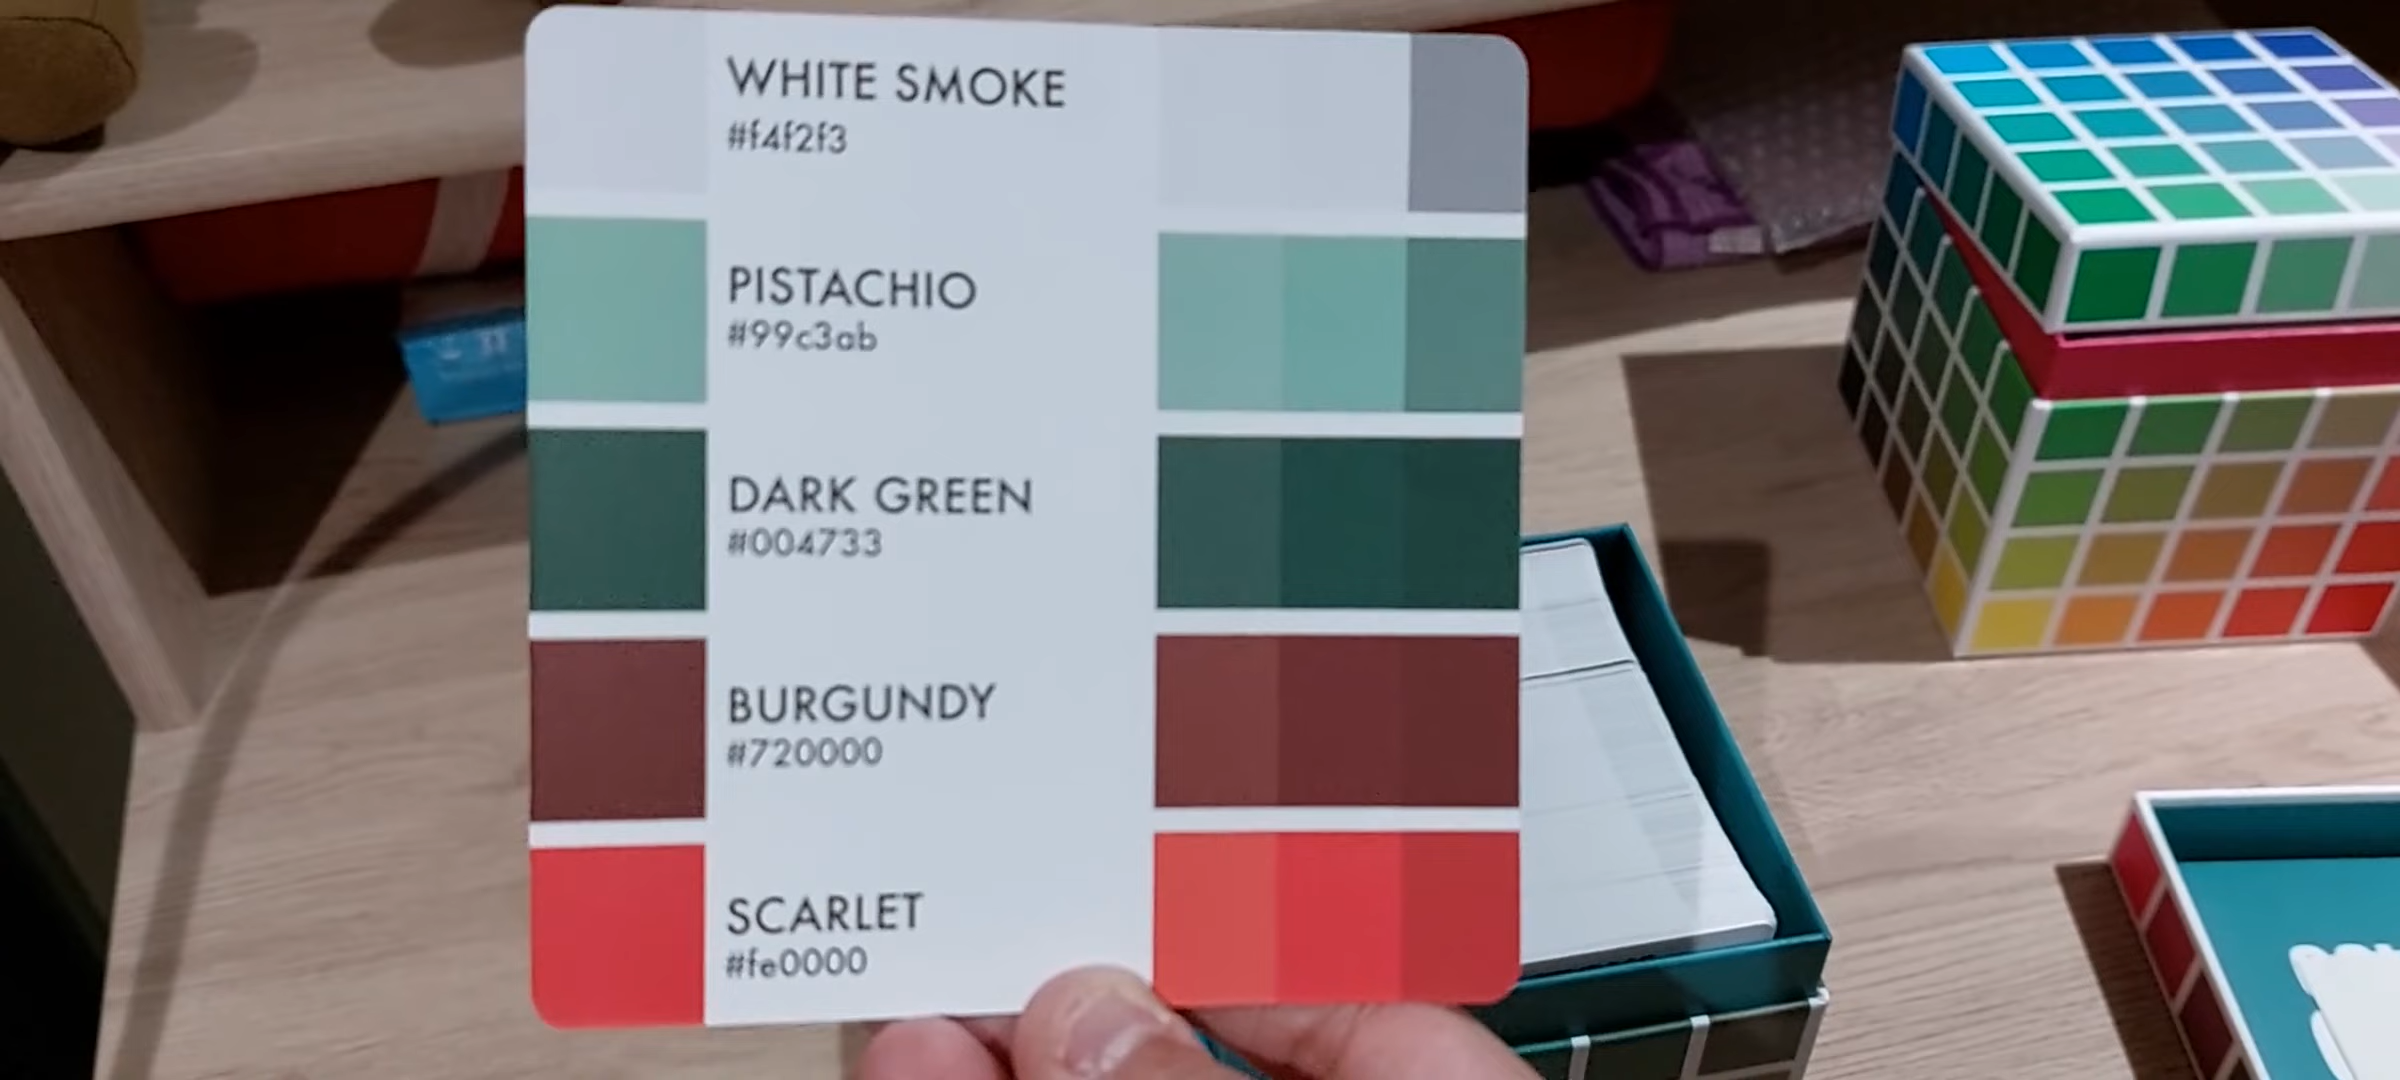 WHITE SMOKE
#f4f2f3
PISTACHIO
#99c3ab
DARK GREEN
#004733
BURGUNDY
#720000
SCARLET
#fe0000